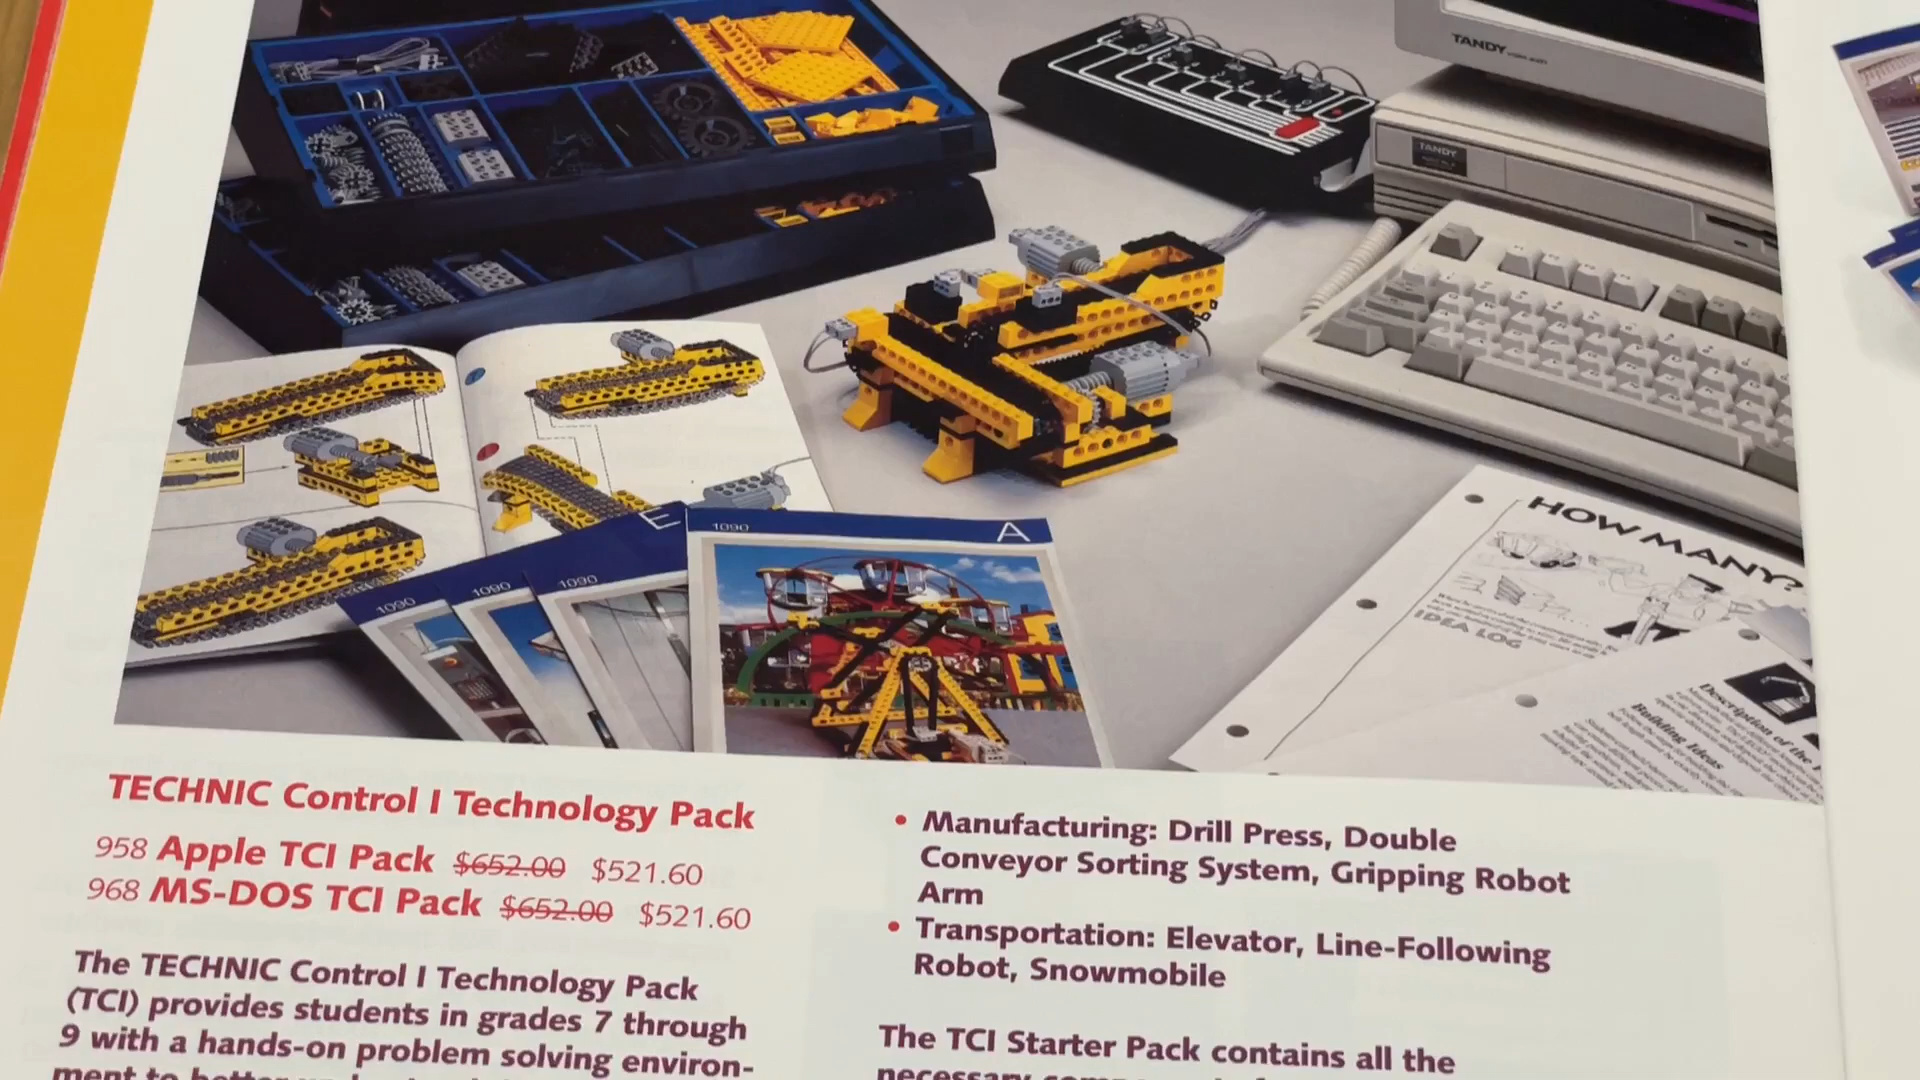 TANDY
TANDY
1090 A
E
1090
1090
1090
HOW MANY?
IDEA LOG
Description of the
Building Ideas
TECHNIC Control I Technology Pack
958 Apple TCI Pack $652.00 $521.60
968 MS-DOS TCI Pack $652.00 $521.60
The TECHNIC Control I Technology Pack
(TCI) provides students in grades 7 through
9 with a hands-on problem solving environ-
ment to
• Manufacturing: Drill Press, Double
Conveyor Sorting System, Gripping Robot
Arm
• Transportation: Elevator, Line-Following
Robot, Snowmobile
The TCI Starter Pack contains all the
necessary